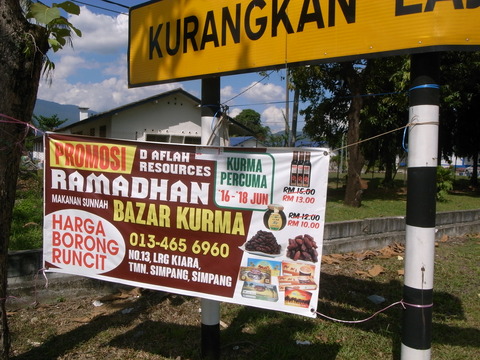 KURANGKAN
PROMOSI
D'AFLAH
RESOURCES
RAMADHAN
MAKANAN SUNNAH
BAZAR KURMA
HARGA
BORONG
RUNCIT
013-465 6960
NO.13, LRG KIARA,
TMN. SIMPANG, SIMPANG
KURMA
PERCUMA
16 - 18 JUN
RM.16.00
RM 13.00
RM.12.00
RM 10.00